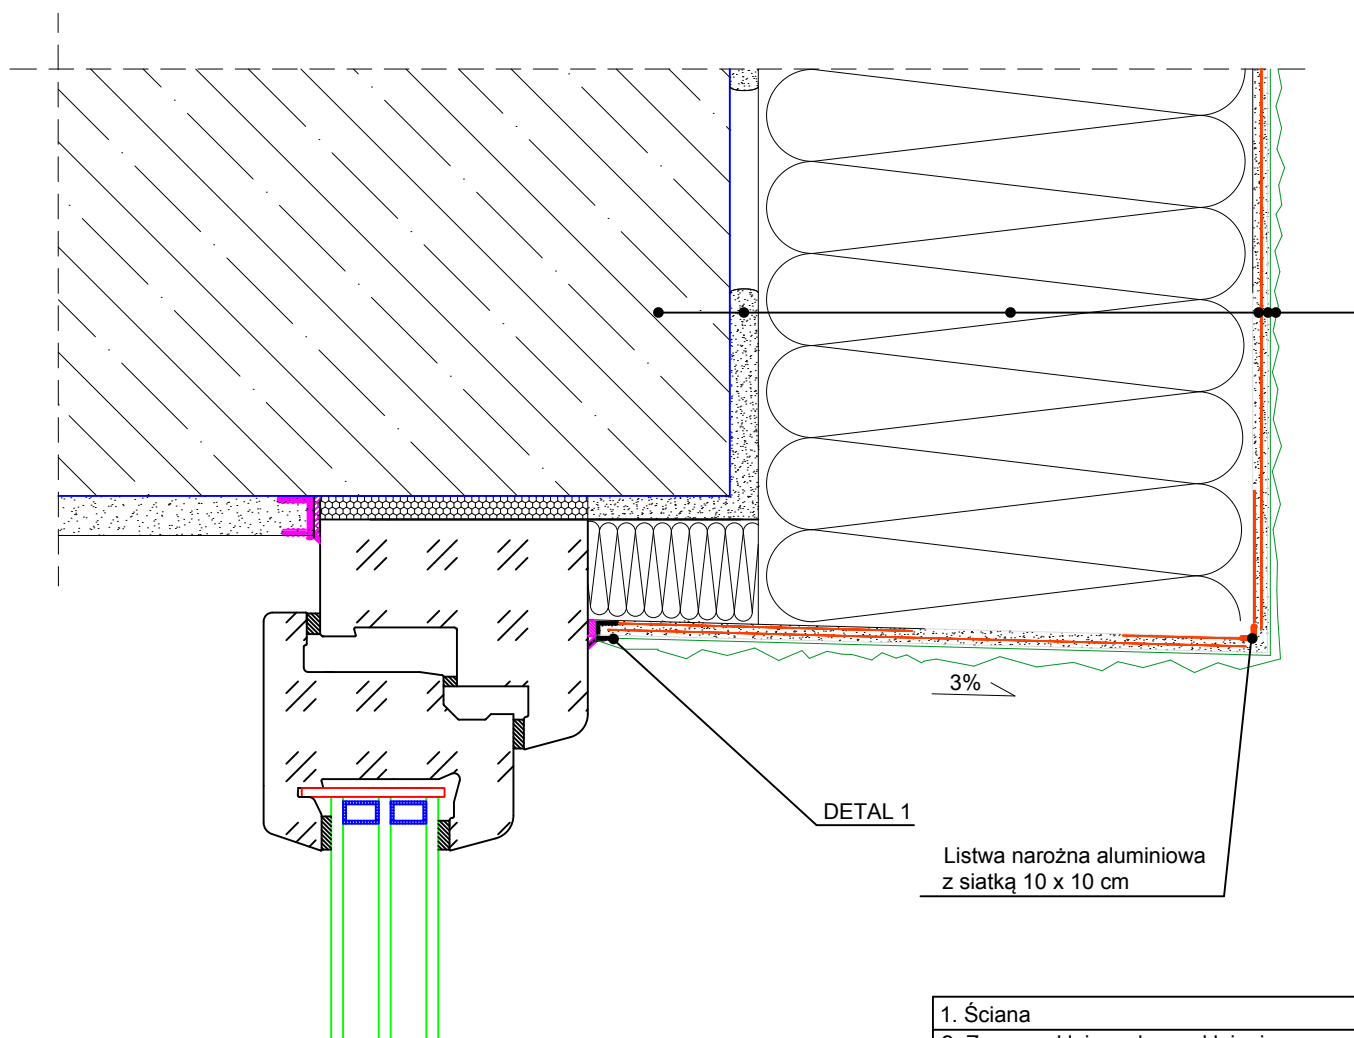 3%
DETAL 1
Listwa narożna aluminiowa
z siatką 10 x 10 cm
1. Ściana